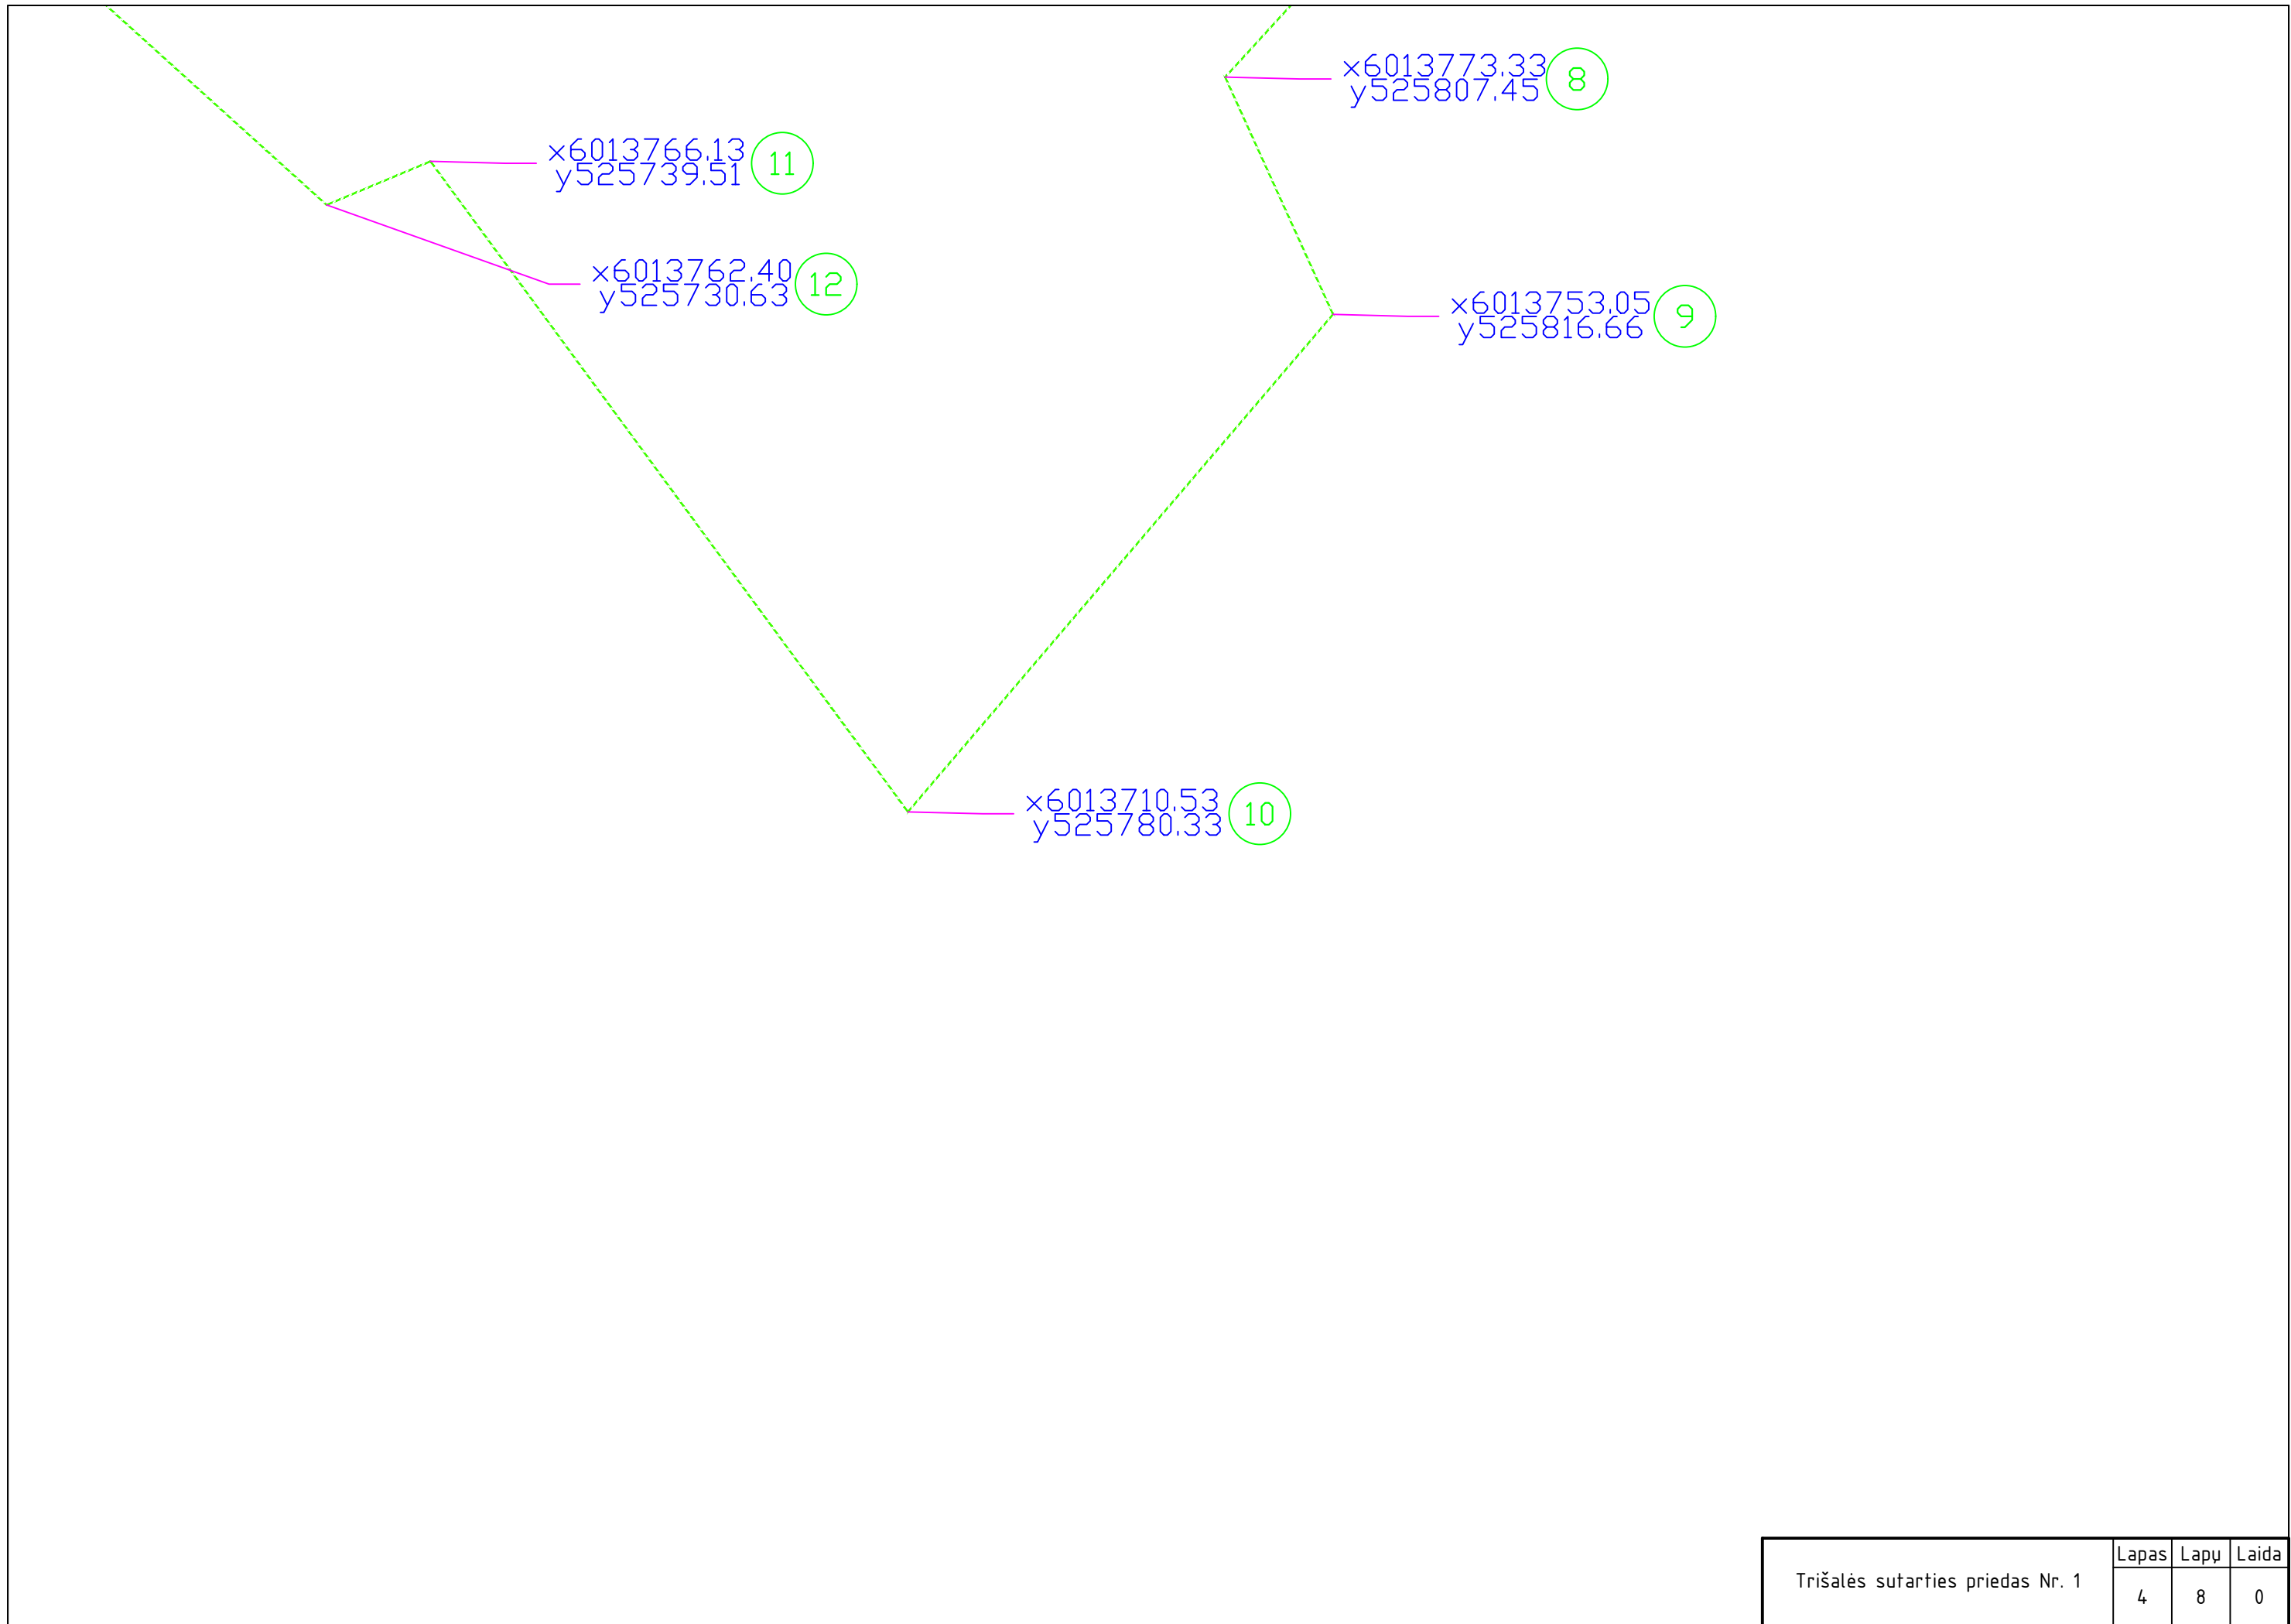 x6013773.33
y525807.45
8
x6013766.13
y525739.51
11
x6013762.40
y525730.63
12
x6013753.05
y525816.66
9
x6013710.53
y525780.33
10
Trišalės sutarties priedas Nr. 1
Lapas Lapų Laida
4 8 0